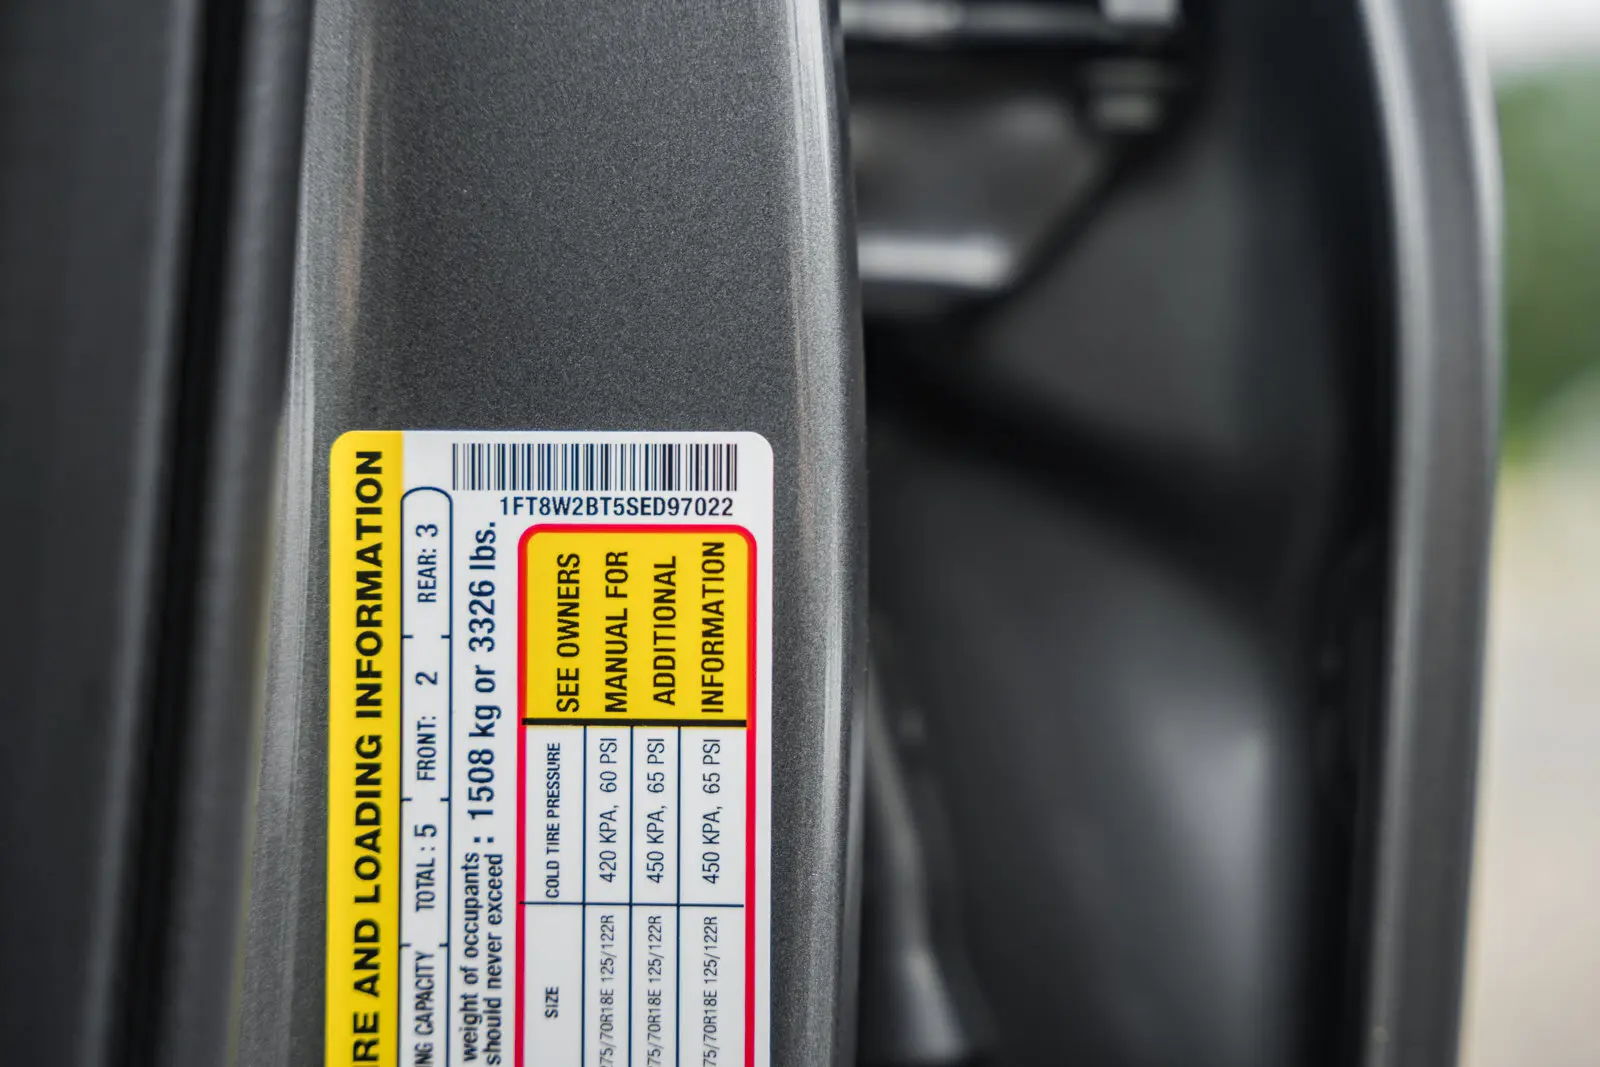 1FT8W2BT5SED97022
AND LOADING INFORMATION
CAPACITY TOTAL : 5 FRONT: 2 REAR: 3
weight of occupants
should never exceed : 1508 kg or 3326 lbs.
SIZE COLD TIRE PRESSURE
75/70R18E 125/122R 420 KPA, 60 PSI
75/70R18E 125/122R 450 KPA, 65 PSI
75/70R18E 125/122R 450 KPA, 65 PSI
SEE OWNERS
MANUAL FOR
ADDITIONAL
INFORMATION